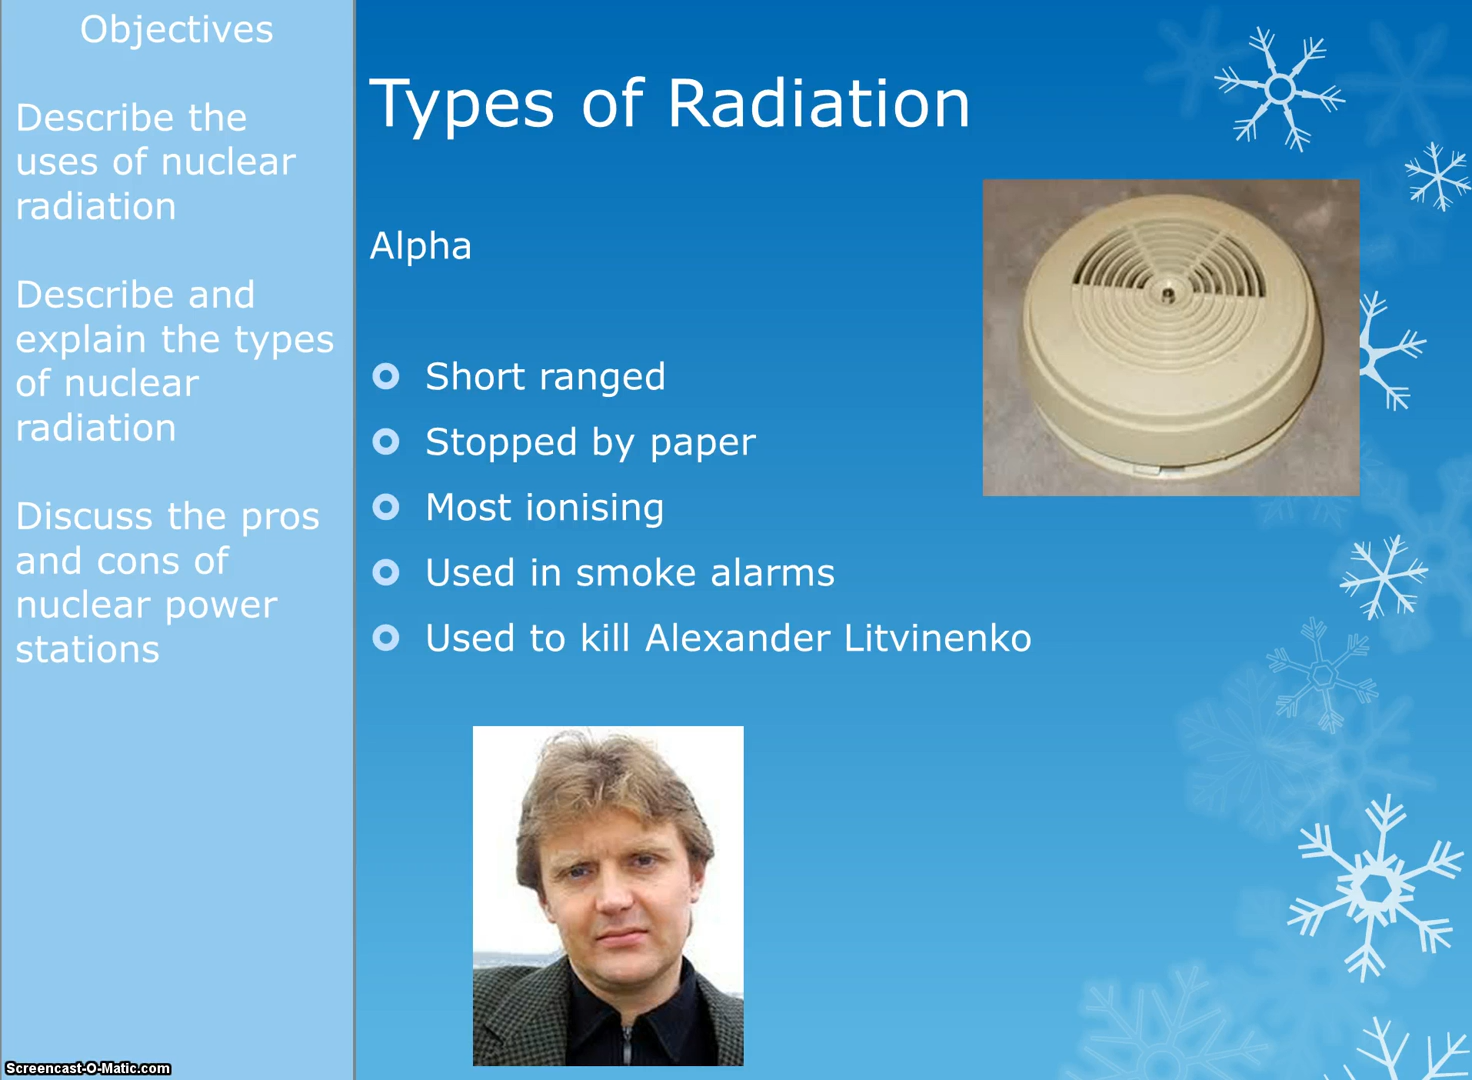 Objectives
Describe the
uses of nuclear
radiation
Describe and
explain the types
of nuclear
radiation
Discuss the pros
and cons of
nuclear power
stations
Types of Radiation
Alpha
Short ranged
Stopped by paper
Most ionising
Used in smoke alarms
Used to kill Alexander Litvinenko
Screencast-O-Matic.com